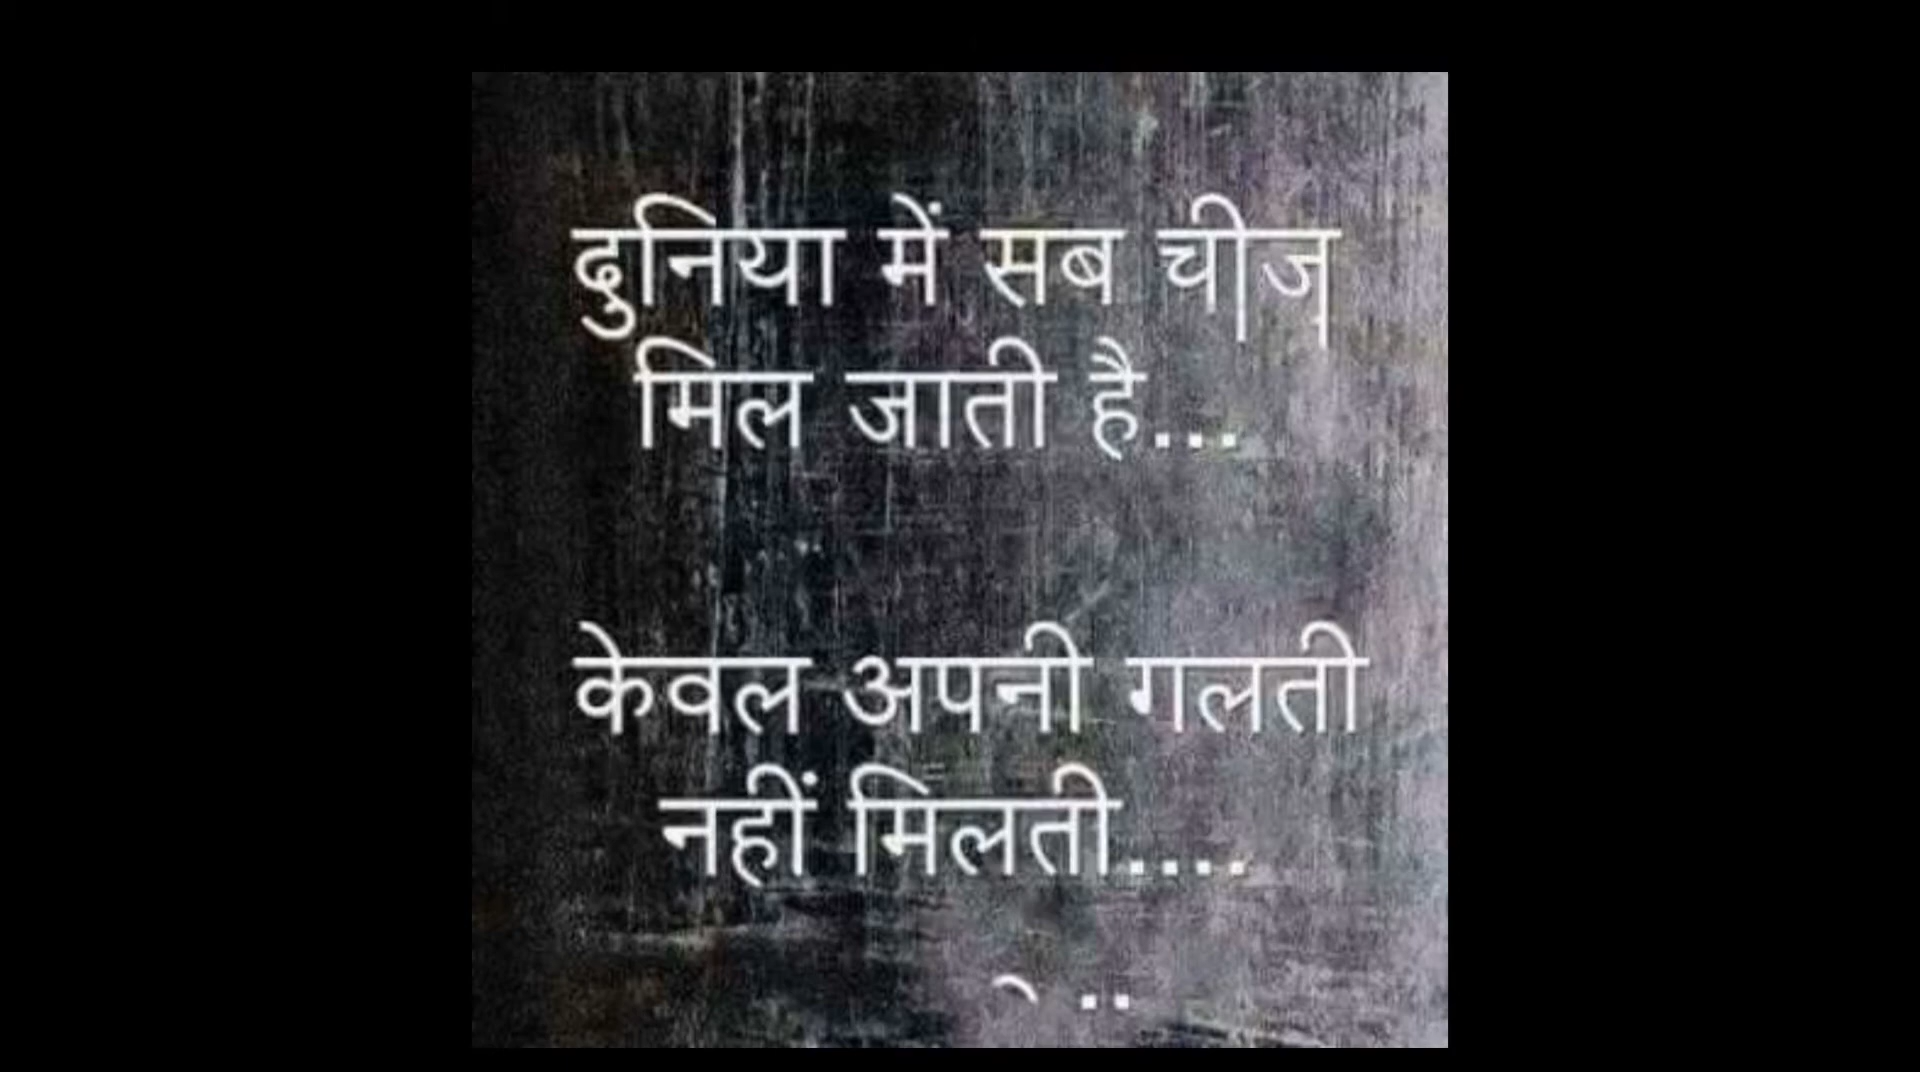 दुनिया में सब चीज़
मिल जाती है...
केवल अपनी गलती
नहीं मिलती....